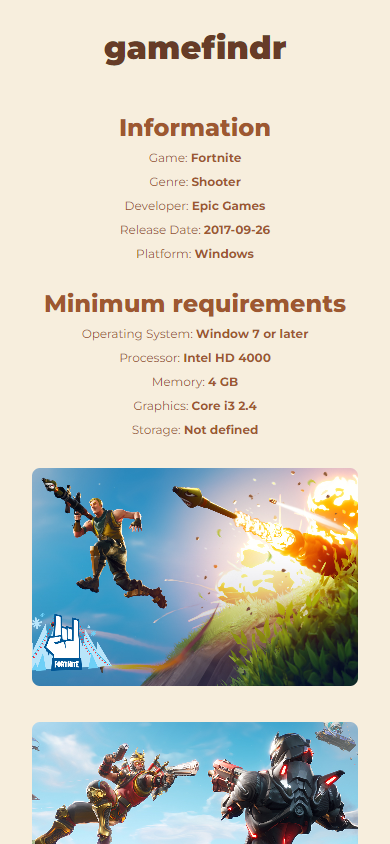 gamefindr
Information
Game: Fortnite
Genre: Shooter
Developer: Epic Games
Release Date: 2017-09-26
Platform: Windows
Minimum requirements
Operating System: Window 7 or later
Processor: Intel HD 4000
Memory: 4 GB
Graphics: Core i3 2.4
Storage: Not defined
FORTNITE